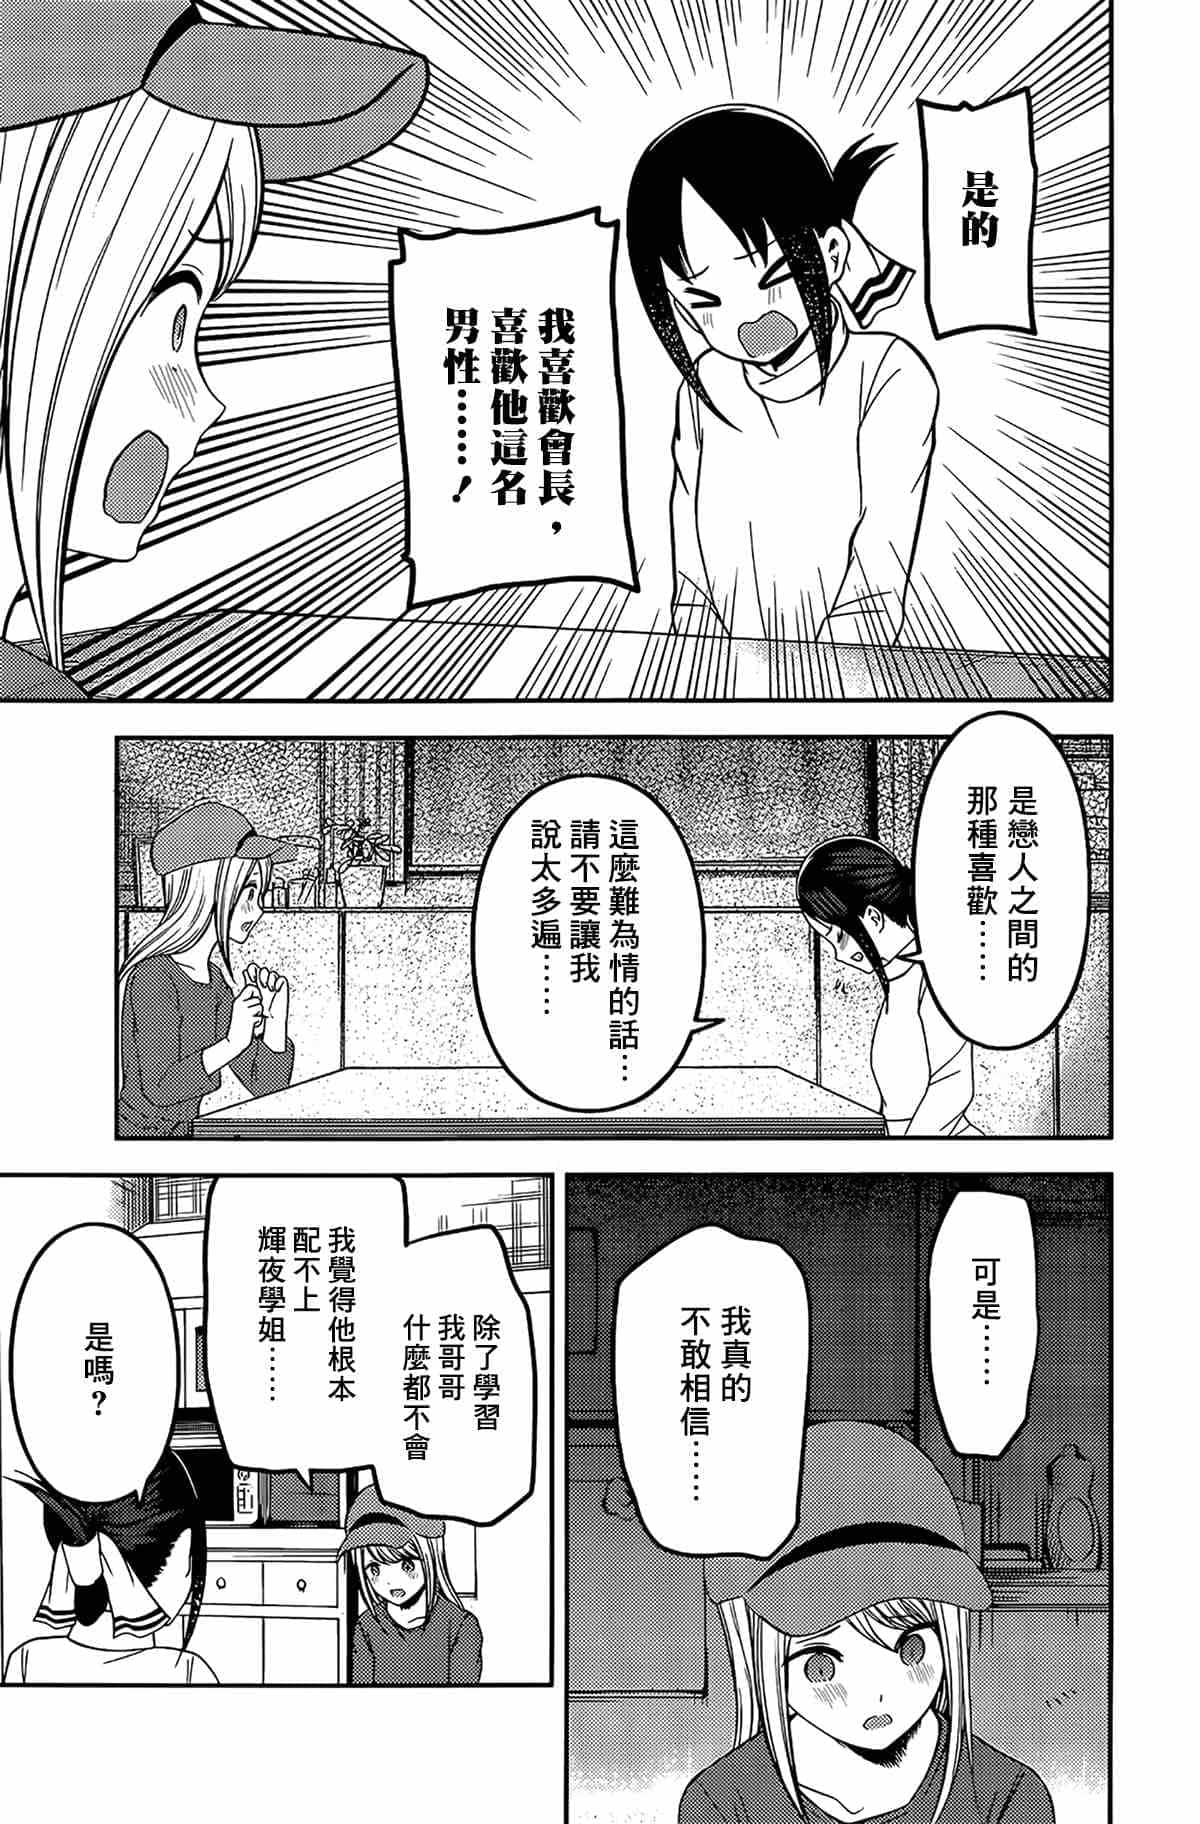 是的
我喜歡會長，
喜歡他這名
男性……！
是戀人之間的
那種喜歡……
這麼難為情的話…
請不要讓我
說太多遍……
可是……
我真的
不敢相信……
除了學習
我哥哥
什麼都不會
我覺得他根本
配不上
輝夜學姐……
是嗎？